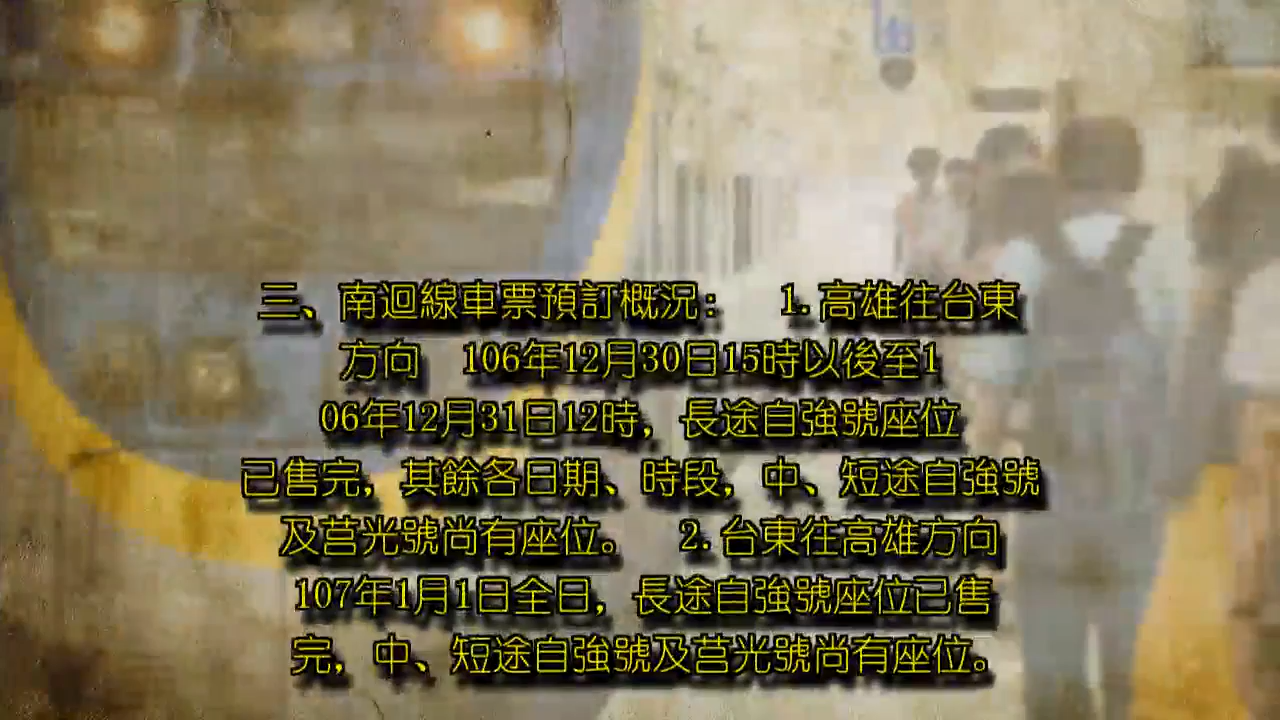 三、南迴線車票預訂概況：　1.高雄往台東
方向　106年12月30日15時以後至1
06年12月31日12時，長途自強號座位
已售完，其餘各日期、時段，中、短途自強號
及莒光號尚有座位。　2.台東往高雄方向
107年1月1日全日，長途自強號座位已售
完，中、短途自強號及莒光號尚有座位。